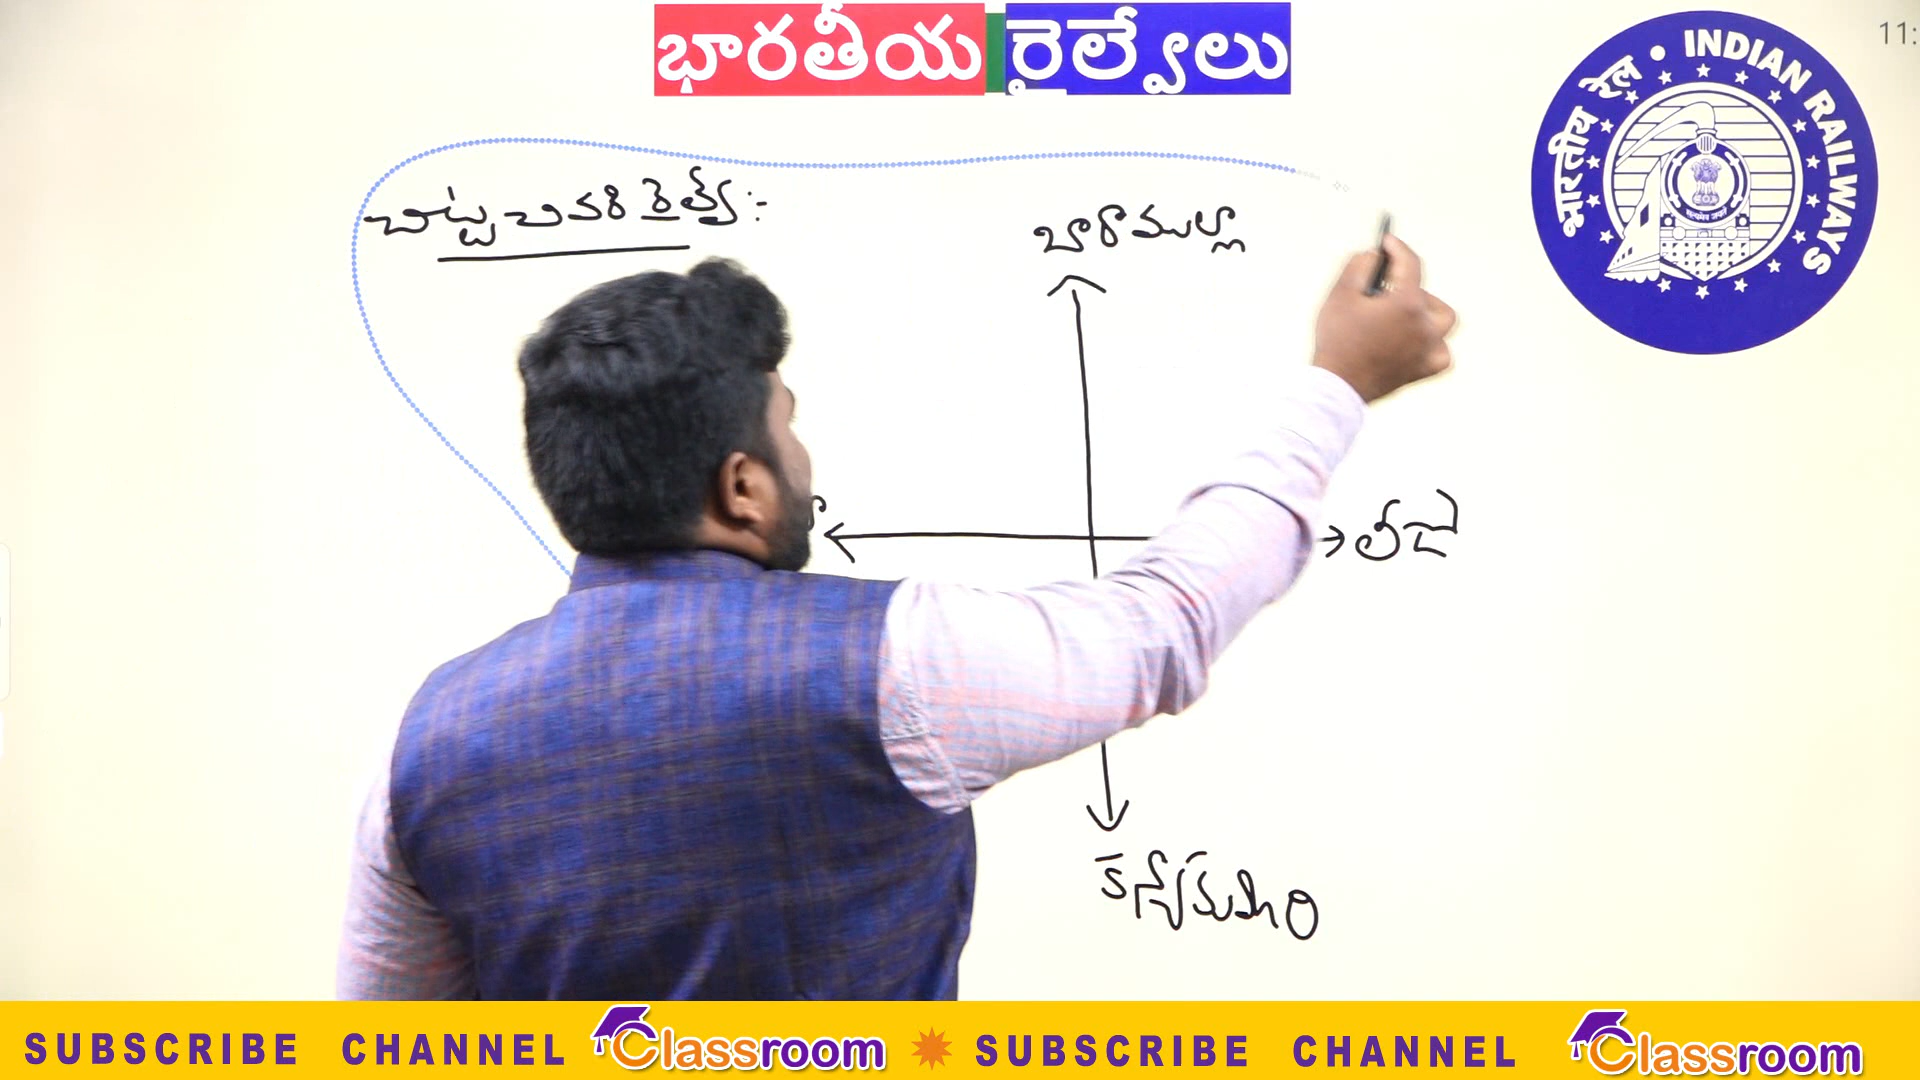 భారతీయ రైల్వేలు
11:
భారతీయ रेल • INDIAN RAILWAYS
చిట్ట చివరి రైల్వే :-
బారాముల్లా
లీడో
కన్యాకుమారి
SUBSCRIBE CHANNEL Classroom SUBSCRIBE CHANNEL Classroom